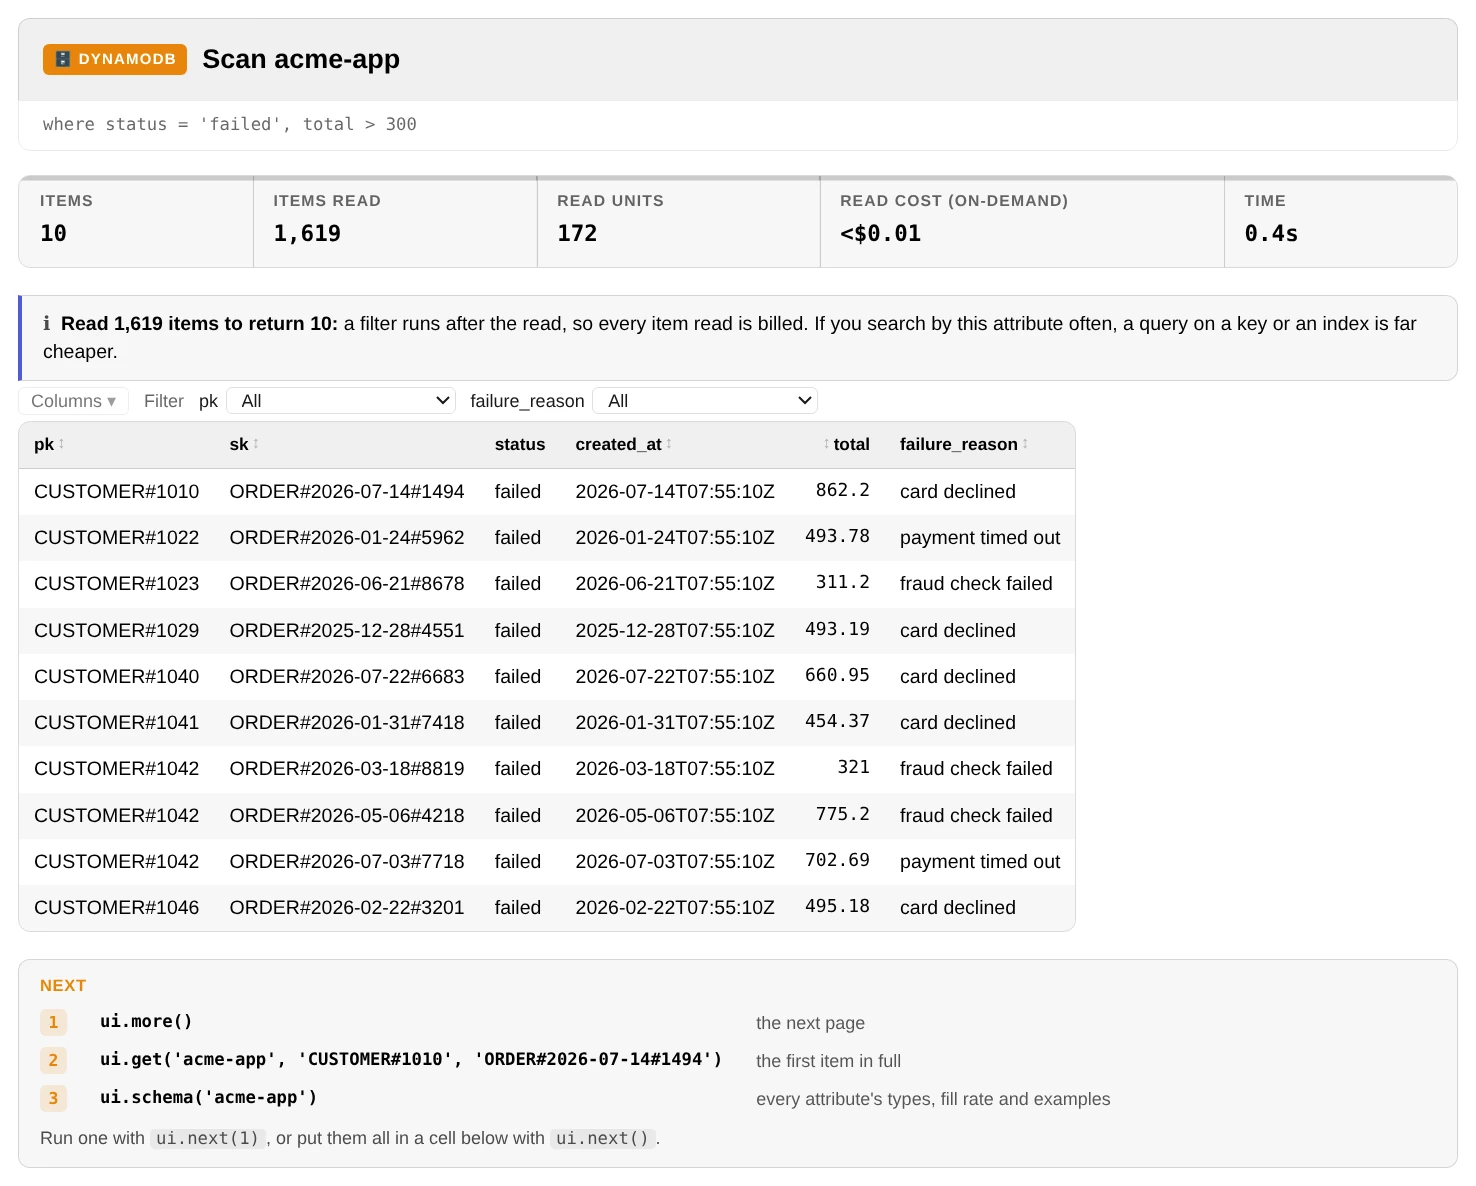 🗄️ DYNAMODB Scan acme-app
where status = 'failed', total > 300
ITEMS ITEMS READ READ UNITS READ COST (ON-DEMAND) TIME
10 1,619 172 <$0.01 0.4s
ℹ Read 1,619 items to return 10: a filter runs after the read, so every item read is billed. If you search by this attribute often, a query on a key or an index is far
cheaper.
Columns ▾ Filter pk All failure_reason All
pk ↕ sk ↕ status created_at ↕ ↕ total failure_reason ↕
CUSTOMER#1010 ORDER#2026-07-14#1494 failed 2026-07-14T07:55:10Z 862.2 card declined
CUSTOMER#1022 ORDER#2026-01-24#5962 failed 2026-01-24T07:55:10Z 493.78 payment timed out
CUSTOMER#1023 ORDER#2026-06-21#8678 failed 2026-06-21T07:55:10Z 311.2 fraud check failed
CUSTOMER#1029 ORDER#2025-12-28#4551 failed 2025-12-28T07:55:10Z 493.19 card declined
CUSTOMER#1040 ORDER#2026-07-22#6683 failed 2026-07-22T07:55:10Z 660.95 card declined
CUSTOMER#1041 ORDER#2026-01-31#7418 failed 2026-01-31T07:55:10Z 454.37 card declined
CUSTOMER#1042 ORDER#2026-03-18#8819 failed 2026-03-18T07:55:10Z 321 fraud check failed
CUSTOMER#1042 ORDER#2026-05-06#4218 failed 2026-05-06T07:55:10Z 775.2 fraud check failed
CUSTOMER#1042 ORDER#2026-07-03#7718 failed 2026-07-03T07:55:10Z 702.69 payment timed out
CUSTOMER#1046 ORDER#2026-02-22#3201 failed 2026-02-22T07:55:10Z 495.18 card declined
NEXT
1 ui.more() the next page
2 ui.get('acme-app', 'CUSTOMER#1010', 'ORDER#2026-07-14#1494') the first item in full
3 ui.schema('acme-app') every attribute's types, fill rate and examples
Run one with ui.next(1), or put them all in a cell below with ui.next().